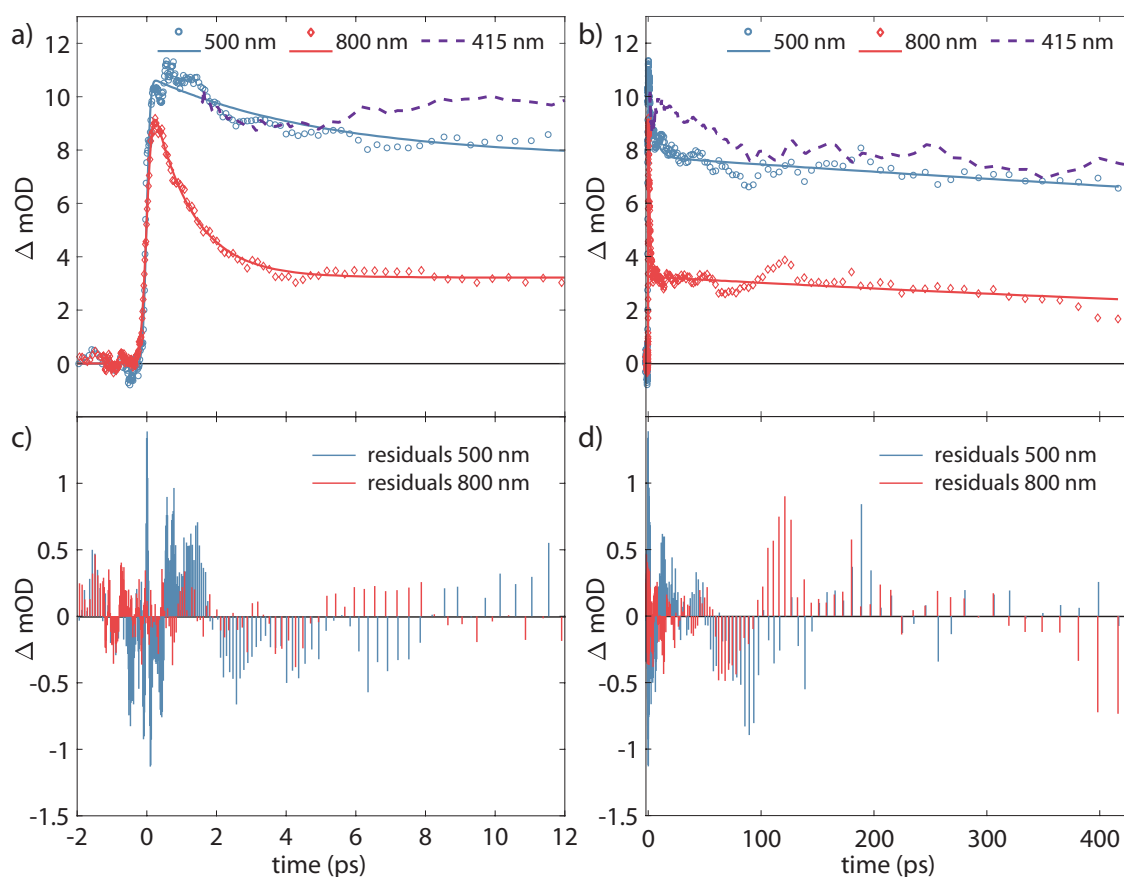 a)
500 nm 800 nm 415 nm
12
10
8
6
4
2
0
Δ mOD
b)
500 nm 800 nm 415 nm
12
10
8
6
4
2
0
Δ mOD
c)
residuals 500 nm
residuals 800 nm
1
0.5
0
-0.5
-1
-1.5
Δ mOD
-2 0 2 4 6 8 10 12
time (ps)
d)
residuals 500 nm
residuals 800 nm
1
0.5
0
-0.5
-1
-1.5
Δ mOD
0 100 200 300 400
time (ps)